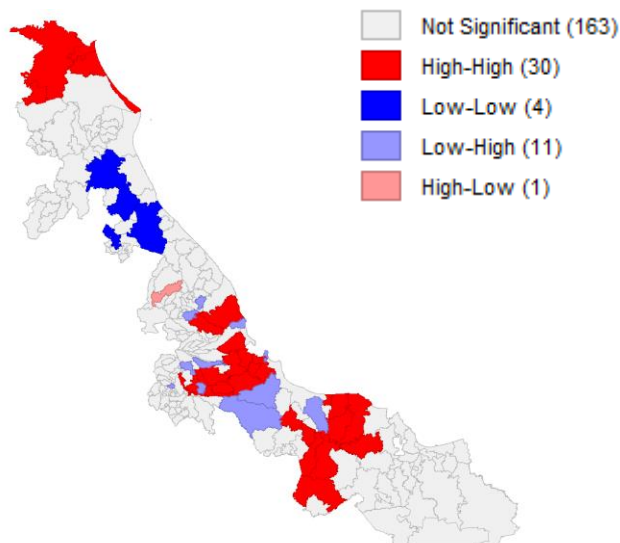 Not Significant (163)
High-High (30)
Low-Low (4)
Low-High (11)
High-Low (1)